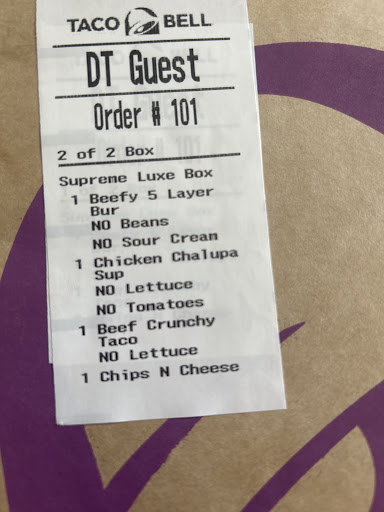 TACO BELL
DT Guest
Order # 101
2 of 2 Box
Supreme Luxe Box
1 Beefy 5 Layer
Bur
NO Beans
NO Sour Cream
1 Chicken Chalupa
Sup
NO Lettuce
NO Tomatoes
1 Beef Crunchy
Taco
NO Lettuce
1 Chips N Cheese